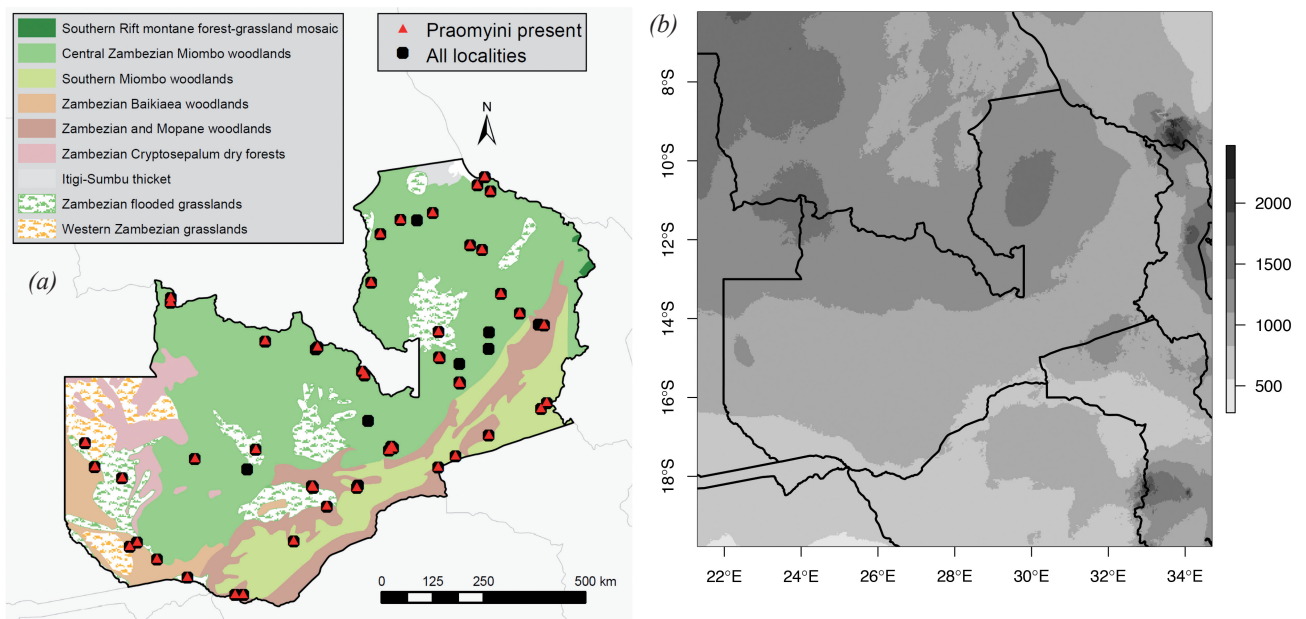 Southern Rift montane forest-grassland mosaic
Central Zambezian Miombo woodlands
Southern Miombo woodlands
Zambezian Baikiaea woodlands
Zambezian and Mopane woodlands
Zambezian Cryptosepalum dry forests
Itigi-Sumbu thicket
Zambezian flooded grasslands
Western Zambezian grasslands
Praomyini present
All localities
N
(a)
0 125 250 500 km
(b)
8°S
10°S
12°S
14°S
16°S
18°S
22°E 24°E 26°E 28°E 30°E 32°E 34°E
2000
1500
1000
500